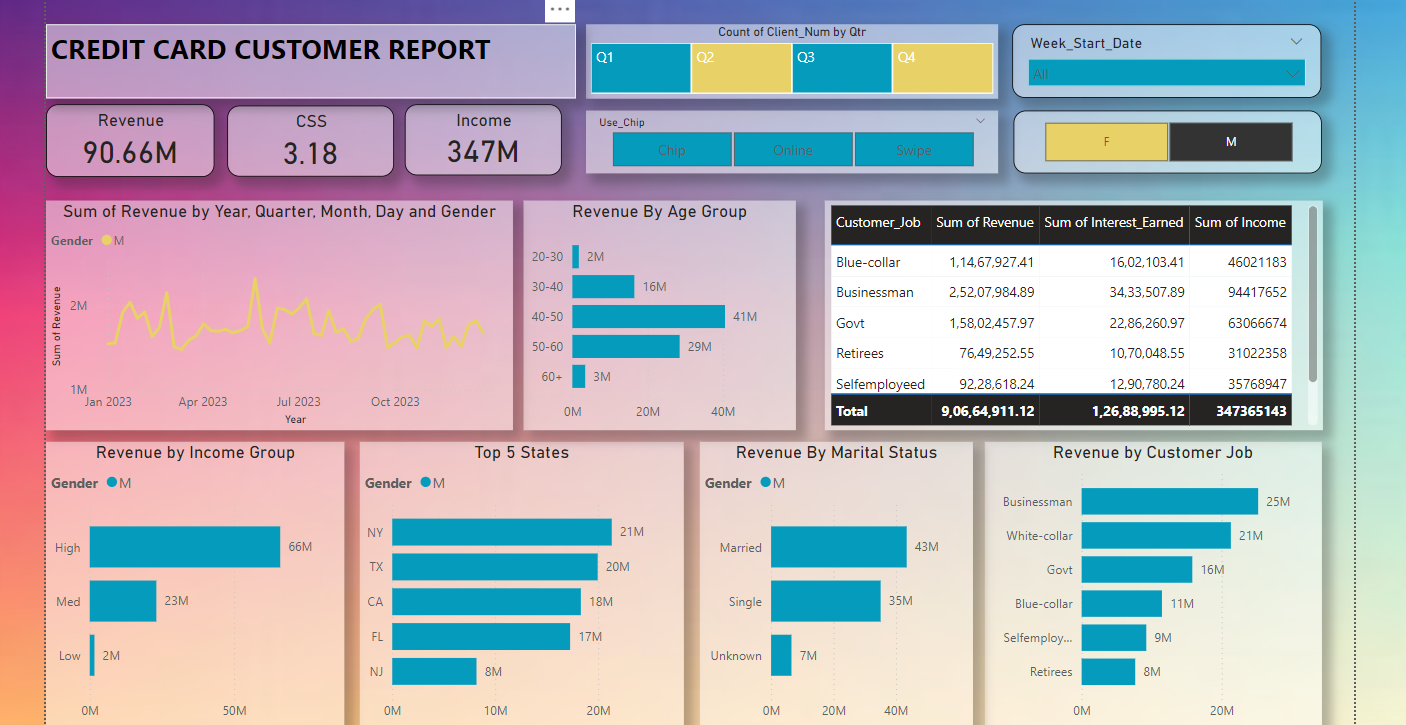 CREDIT CARD CUSTOMER REPORT
Count of Client_Num by Qtr
Q1 Q2 Q3 Q4
Week_Start_Date
All
Revenue
90.66M
CSS
3.18
Income
347M
Use_Chip
Chip Online Swipe
F M
Sum of Revenue by Year, Quarter, Month, Day and Gender
Gender M
Sum of Revenue
2M
1M
Jan 2023 Apr 2023 Jul 2023 Oct 2023
Year
Revenue By Age Group
20-30 2M
30-40 16M
40-50 41M
50-60 29M
60+ 3M
0M 20M 40M
Customer_Job Sum of Revenue Sum of Interest_Earned Sum of Income
Blue-collar 1,14,67,927.41 16,02,103.41 46021183
Businessman 2,52,07,984.89 34,33,507.89 94417652
Govt 1,58,02,457.97 22,86,260.97 63066674
Retirees 76,49,252.55 10,70,048.55 31022358
Selfemployeed 92,28,618.24 12,90,780.24 35768947
Total 9,06,64,911.12 1,26,88,995.12 347365143
Revenue by Income Group
Gender M
High 66M
Med 23M
Low 2M
0M 50M
Top 5 States
Gender M
NY 21M
TX 20M
CA 18M
FL 17M
NJ 8M
0M 10M 20M
Revenue By Marital Status
Gender M
Married 43M
Single 35M
Unknown 7M
0M 20M 40M
Revenue by Customer Job
Businessman 25M
White-collar 21M
Govt 16M
Blue-collar 11M
Selfemploy... 9M
Retirees 8M
0M 20M